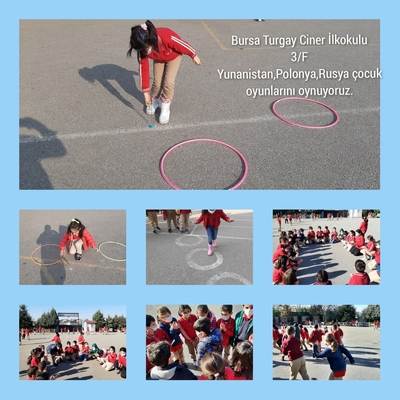 Bursa Turgay Ciner İlkokulu
3/F
Yunanistan,Polonya,Rusya çocuk
oyunlarını oynuyoruz.